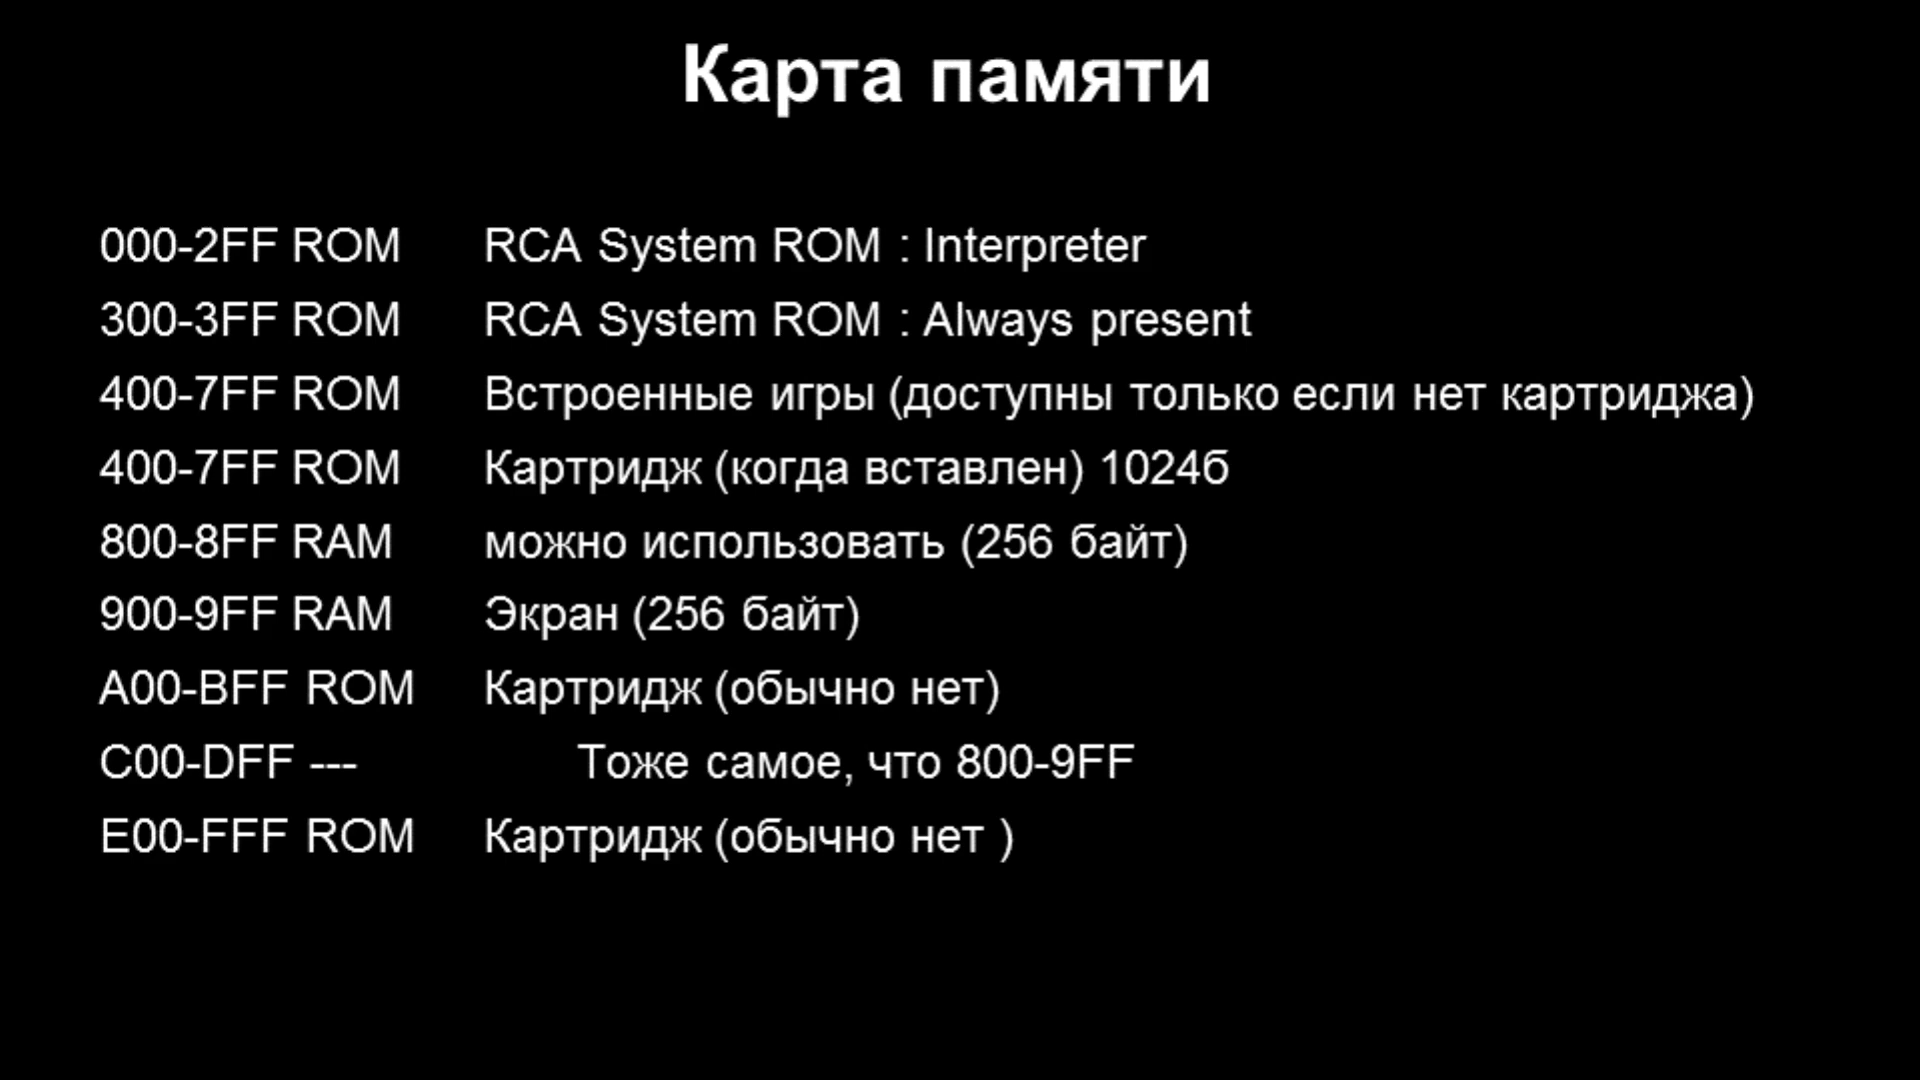 Карта памяти
000-2FF ROM RCA System ROM : Interpreter
300-3FF ROM RCA System ROM : Always present
400-7FF ROM Встроенные игры (доступны только если нет картриджа)
400-7FF ROM Картридж (когда вставлен) 1024б
800-8FF RAM можно использовать (256 байт)
900-9FF RAM Экран (256 байт)
A00-BFF ROM Картридж (обычно нет)
C00-DFF --- Тоже самое, что 800-9FF
E00-FFF ROM Картридж (обычно нет )